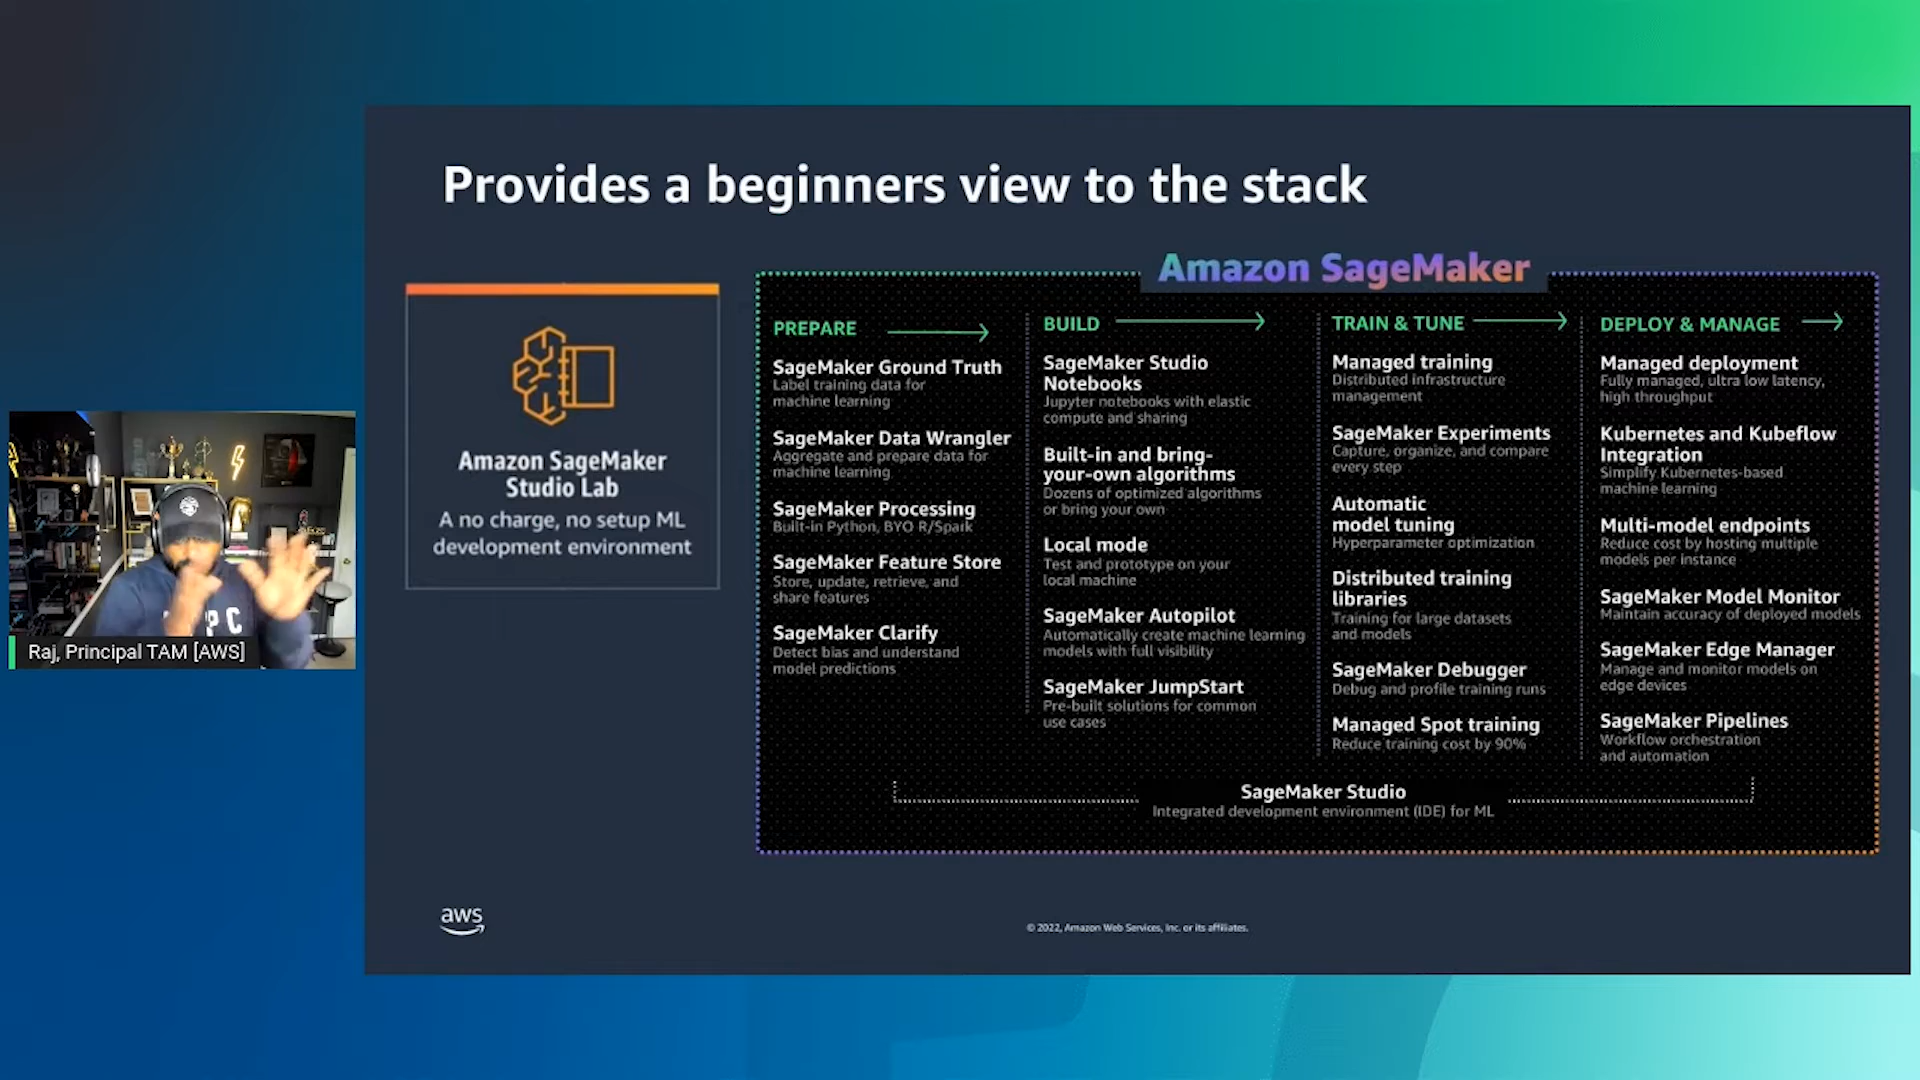 Provides a beginners view to the stack
Amazon SageMaker
Studio Lab
A no charge, no setup ML
development environment
Amazon SageMaker
PREPARE
SageMaker Ground Truth
Label training data for
machine learning
SageMaker Data Wrangler
Aggregate and prepare data for
machine learning
SageMaker Processing
Built-in Python, BYO R/Spark
SageMaker Feature Store
Store, update, retrieve, and
share features
SageMaker Clarify
Detect bias and understand
model predictions
BUILD
SageMaker Studio
Notebooks
Jupyter notebooks with elastic
compute and sharing
Built-in and bring-
your-own algorithms
Dozens of optimized algorithms
or bring your own
Local mode
Test and prototype on your
local machine
SageMaker Autopilot
Automatically create machine learning
models with full visibility
SageMaker JumpStart
Pre-built solutions for common
use cases
TRAIN & TUNE
Managed training
Distributed infrastructure
management
SageMaker Experiments
Capture, organize, and compare
every step
Automatic
model tuning
Hyperparameter optimization
Distributed training
libraries
Training for large datasets
and models
SageMaker Debugger
Debug and profile training runs
Managed Spot training
Reduce training cost by 90%
DEPLOY & MANAGE
Managed deployment
Fully managed, ultra low latency,
high throughput
Kubernetes and Kubeflow
Integration
Simplify Kubernetes-based
machine learning
Multi-model endpoints
Reduce cost by hosting multiple
models per instance
SageMaker Model Monitor
Maintain accuracy of deployed models
SageMaker Edge Manager
Manage and monitor models on
edge devices
SageMaker Pipelines
Workflow orchestration
and automation
SageMaker Studio
Integrated development environment (IDE) for ML
Raj, Principal TAM [AWS]
aws
© 2022, Amazon Web Services, Inc. or its affiliates.